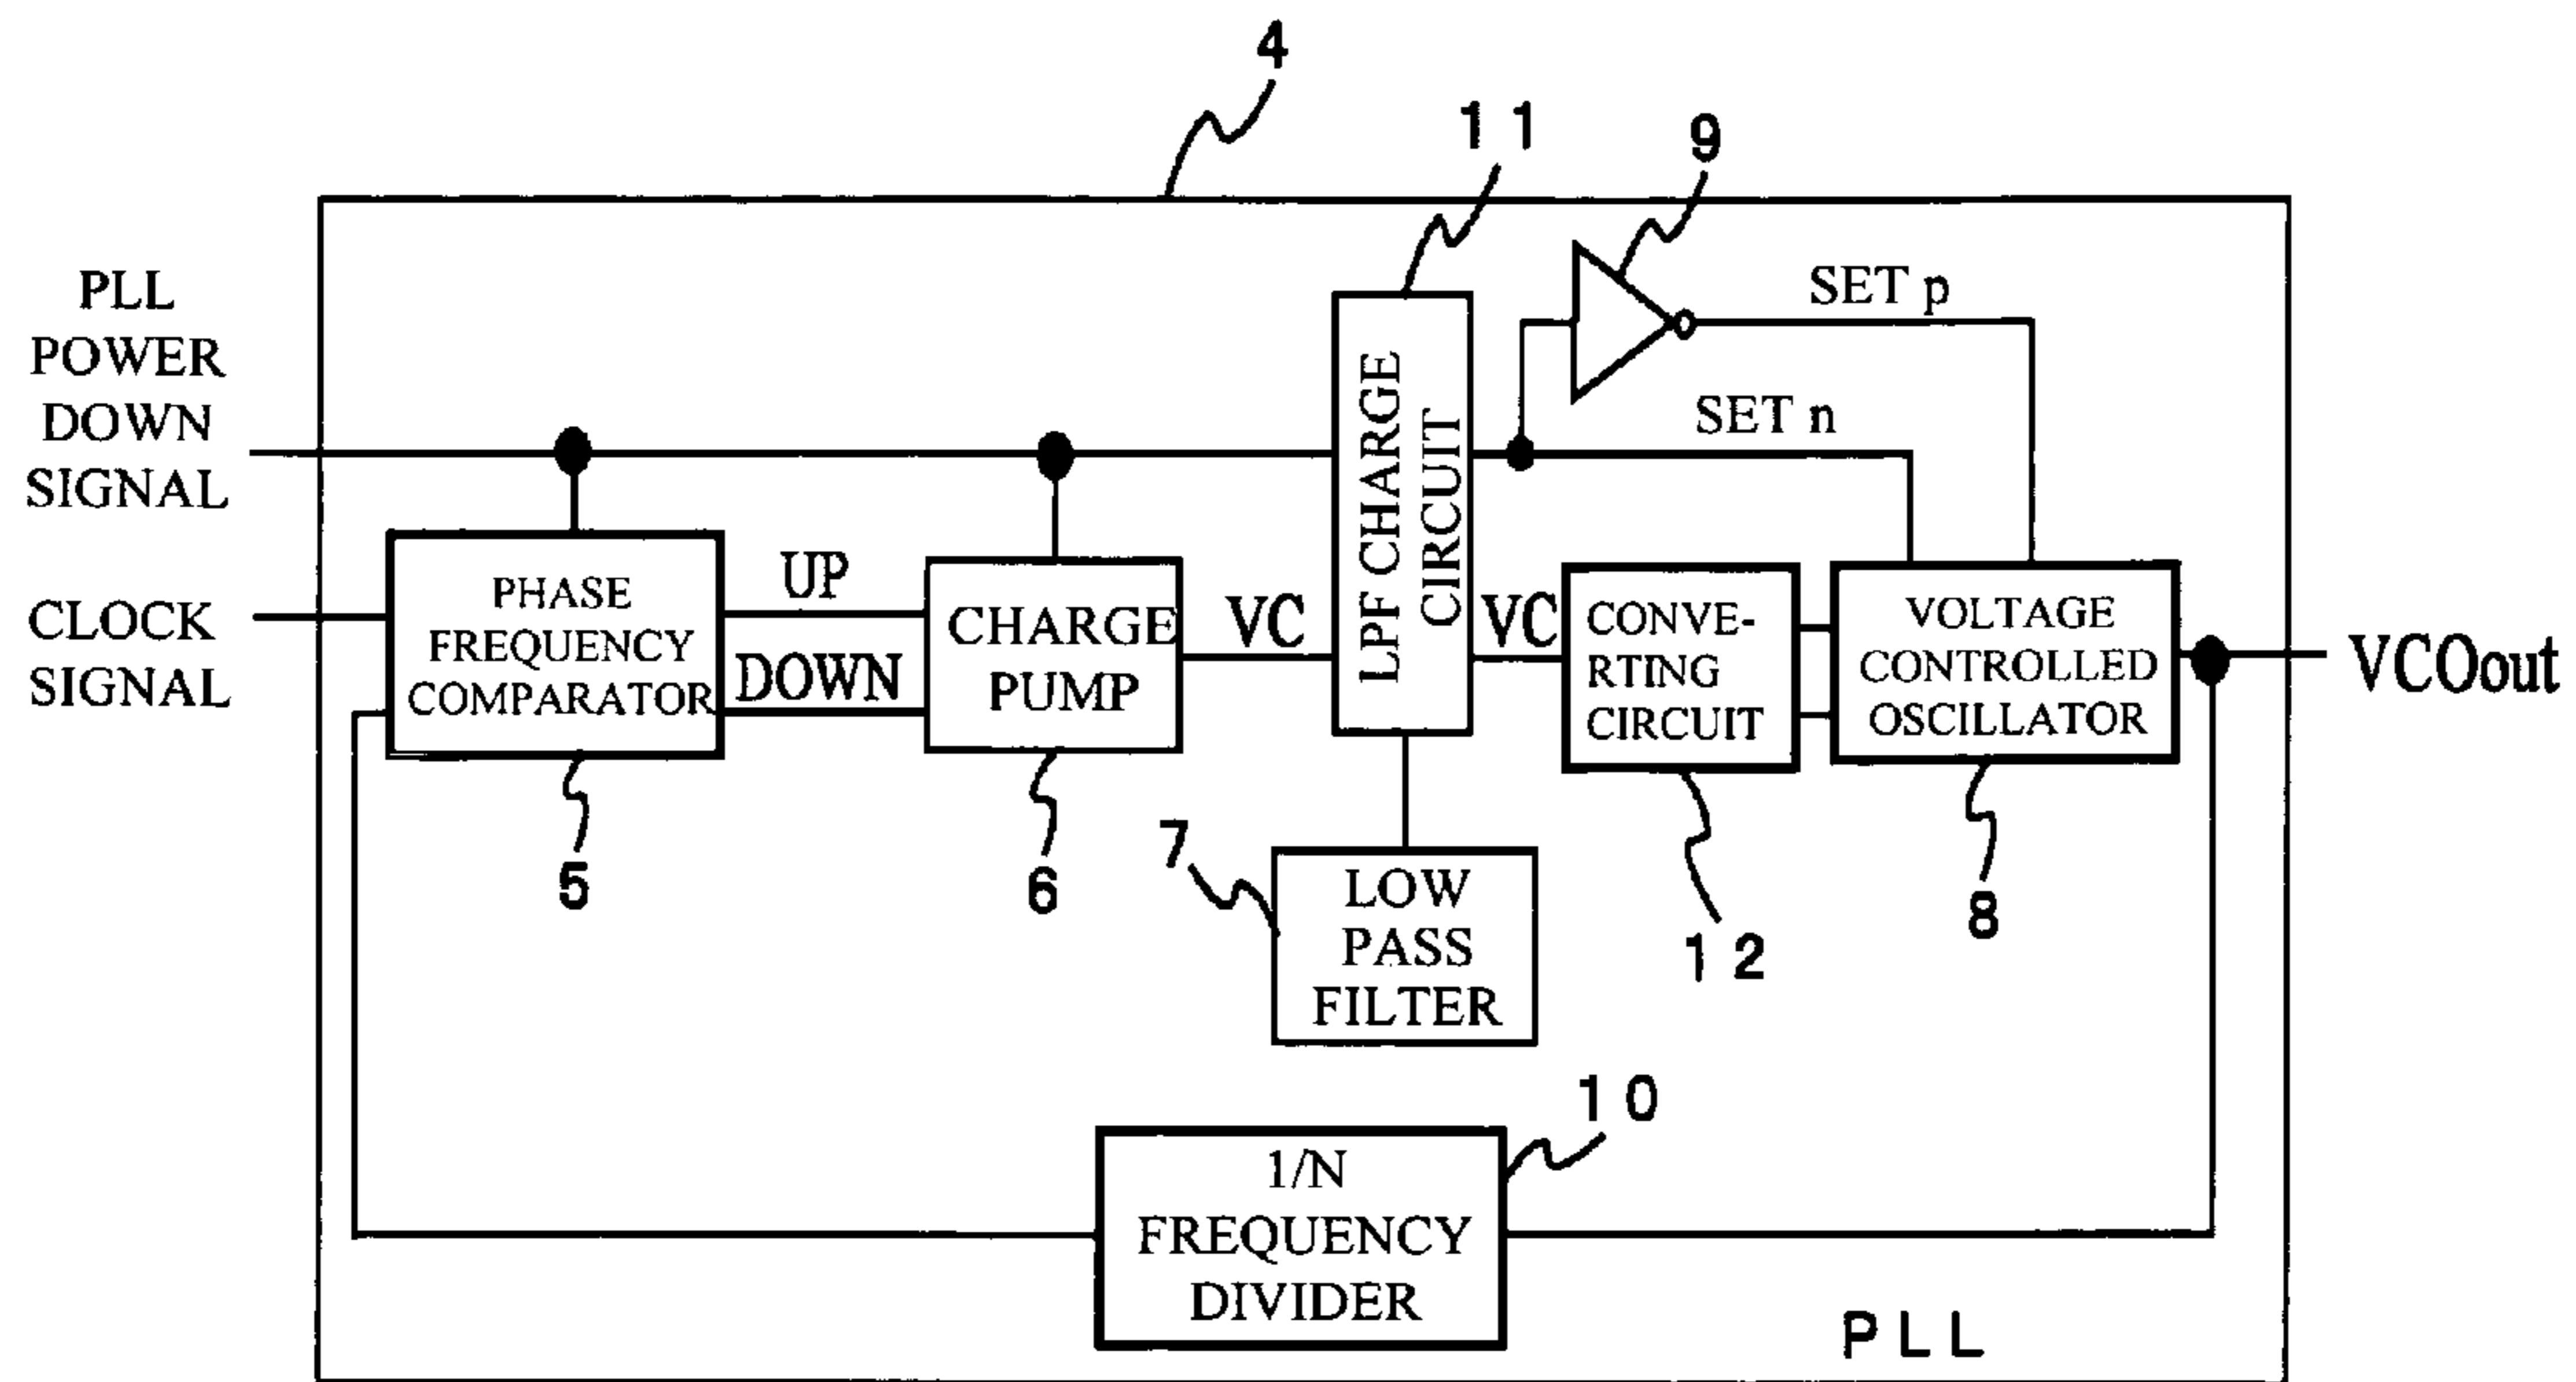 4
11
9
PLL
POWER
DOWN
SIGNAL
SET p
SET n
LPF CHARGE
CIRCUIT
CLOCK
SIGNAL
PHASE
FREQUENCY
COMPARATOR
UP
DOWN
CHARGE
PUMP
VC
VC
CONVE-
RTING
CIRCUIT
VOLTAGE
CONTROLLED
OSCILLATOR
VCOout
5
6
7
LOW
PASS
FILTER
12
8
10
1/N
FREQUENCY
DIVIDER
PLL